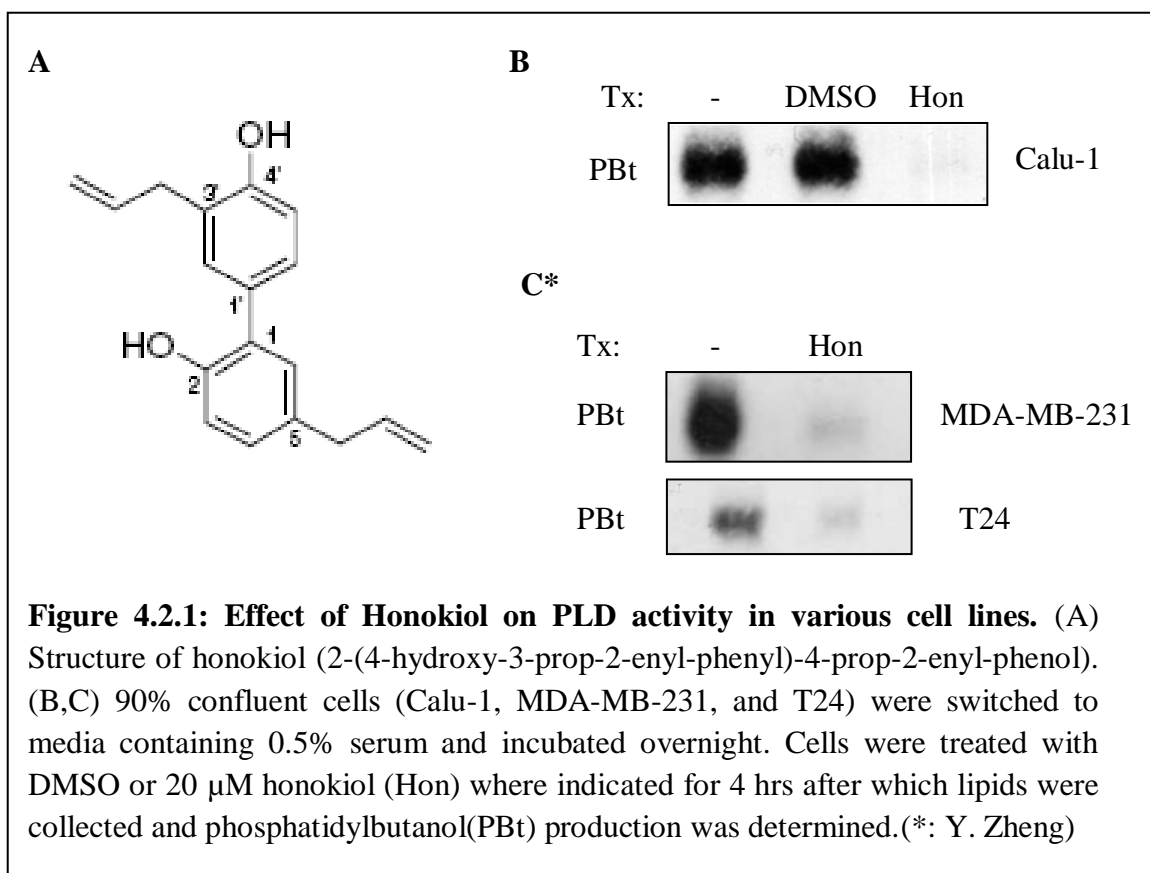 A
OH
4'
3'
1'
HO
1
2
5
B
Tx: - DMSO Hon
PBt Calu-1
C*
Tx: - Hon
PBt MDA-MB-231
PBt T24
Figure 4.2.1: Effect of Honokiol on PLD activity in various cell lines. (A)
Structure of honokiol (2-(4-hydroxy-3-prop-2-enyl-phenyl)-4-prop-2-enyl-phenol).
(B,C) 90% confluent cells (Calu-1, MDA-MB-231, and T24) were switched to
media containing 0.5% serum and incubated overnight. Cells were treated with
DMSO or 20 µM honokiol (Hon) where indicated for 4 hrs after which lipids were
collected and phosphatidylbutanol(PBt) production was determined.(*: Y. Zheng)